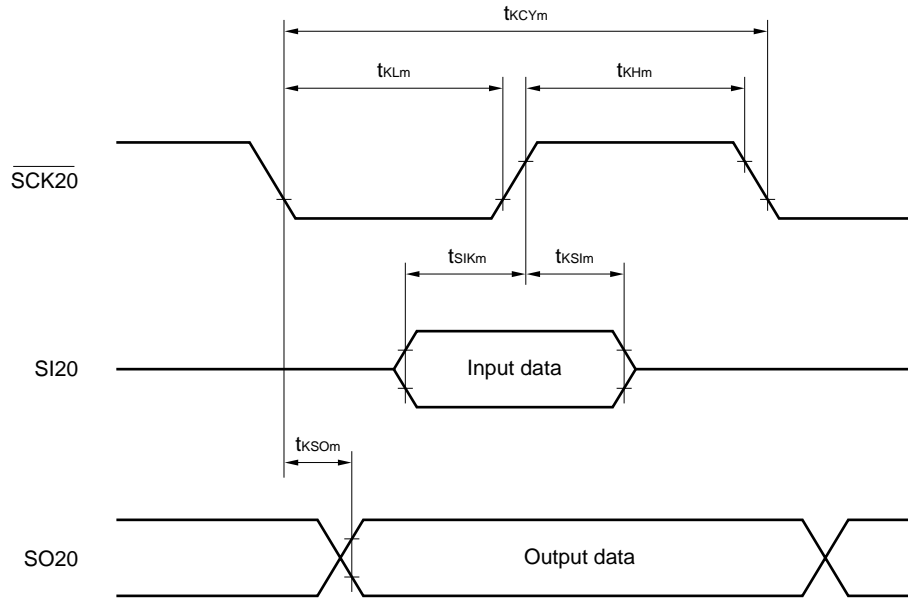 tKCYm
tKLm
tKHm
SCK20
tSIKm
tKSIm
SI20
Input data
tKSOm
SO20
Output data